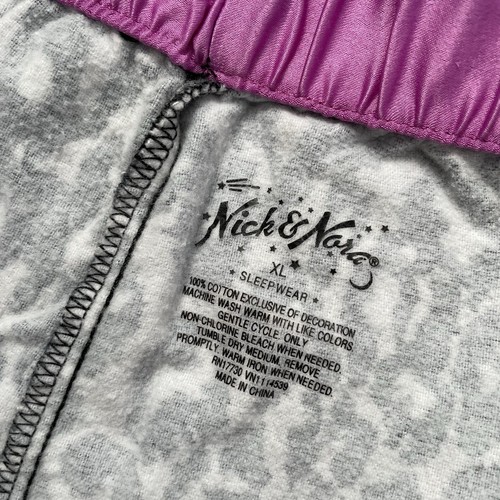 Nick & Nora®
XL
SLEEPWEAR
100% COTTON EXCLUSIVE OF DECORATION
MACHINE WASH WARM WITH LIKE COLORS
GENTLE CYCLE. ONLY
NON-CHLORINE BLEACH WHEN NEEDED.
TUMBLE DRY MEDIUM. REMOVE
PROMPTLY. WARM IRON WHEN NEEDED.
RN17730 VN1114539
MADE IN CHINA